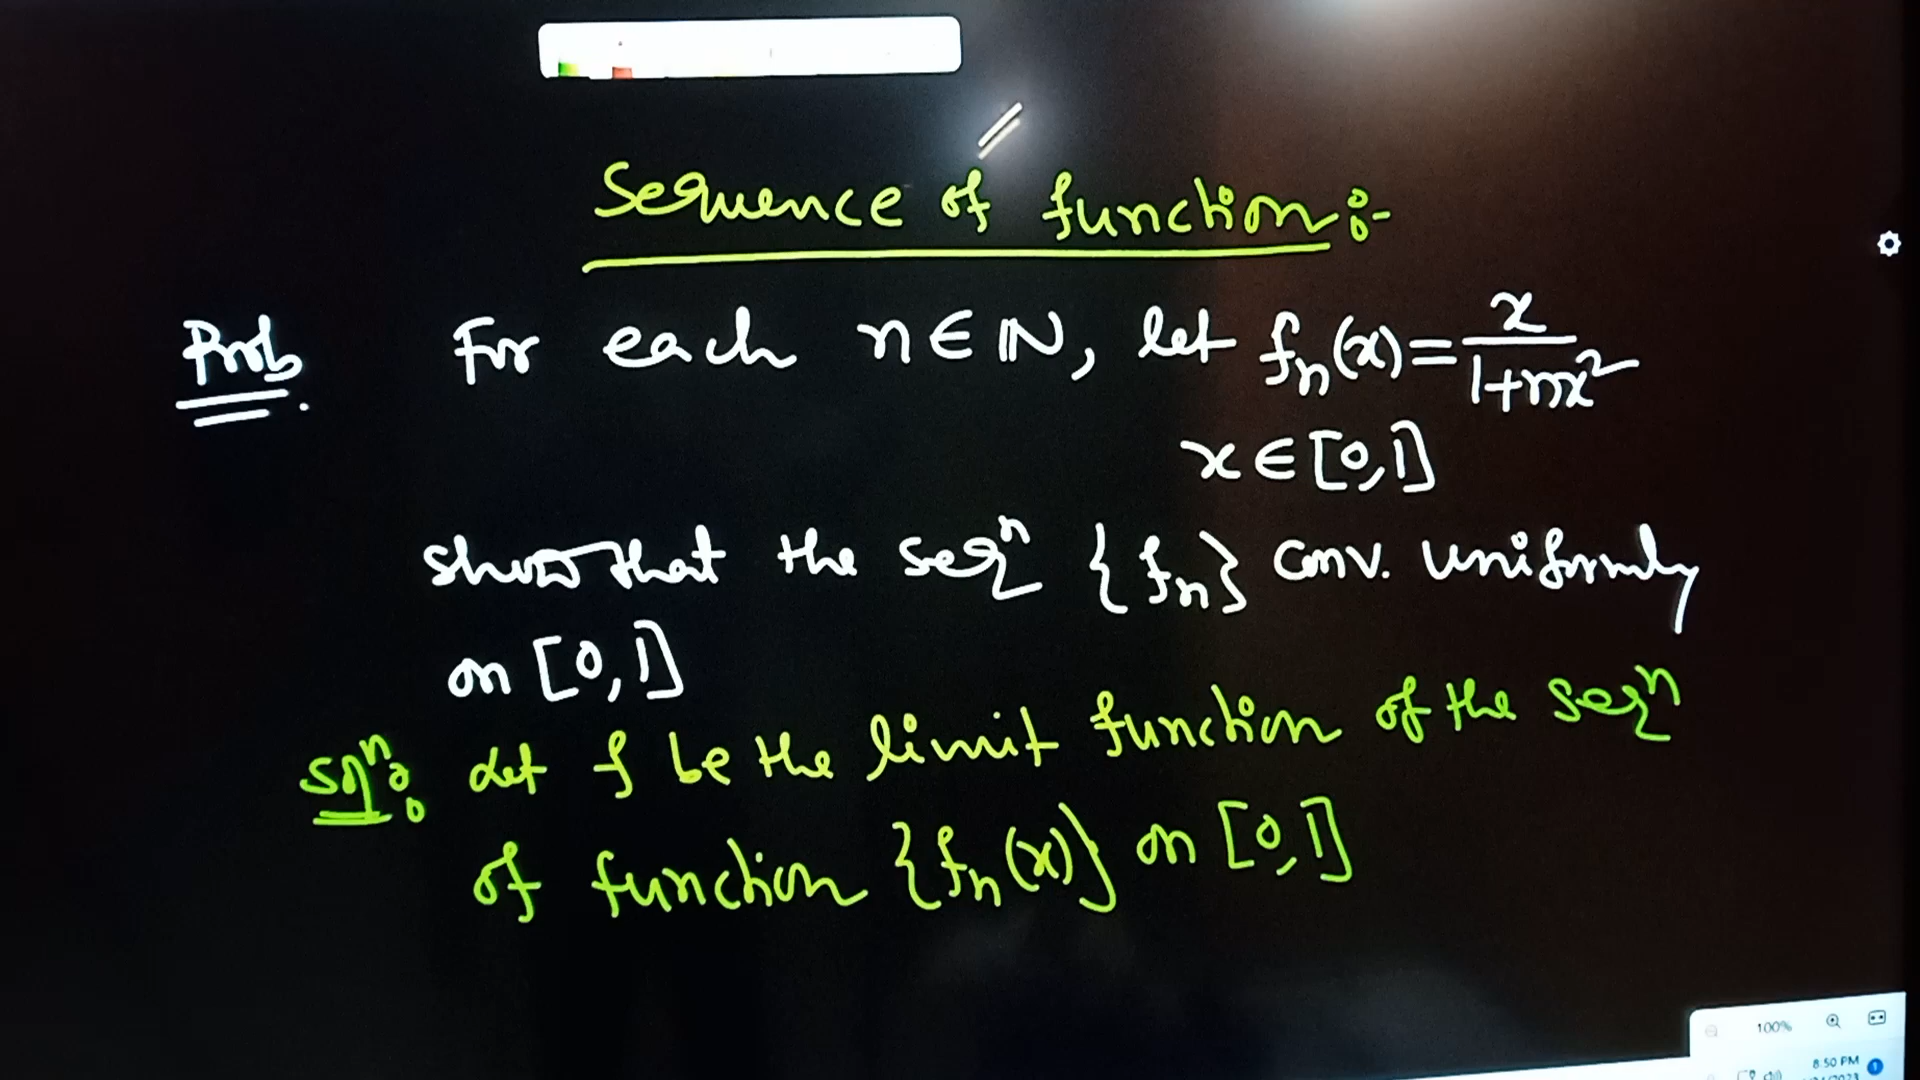 Sequence of function:-
Prob. For each n∈ℕ, let fₙ(x)=x/(1+nx²)
x∈[0,1]
show that the seqⁿ {fₙ} conv. uniformly
on [0,1]
Solⁿ: Let f be the limit function of the seqⁿ
of function {fₙ(x)} on [0,1]
100%
8:50 PM